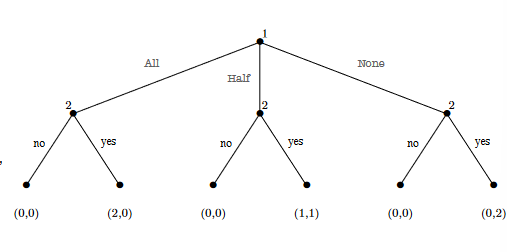 1
All
Half
None
2
2
2
no
yes
no
yes
no
yes
(0,0)
(2,0)
(0,0)
(1,1)
(0,0)
(0,2)